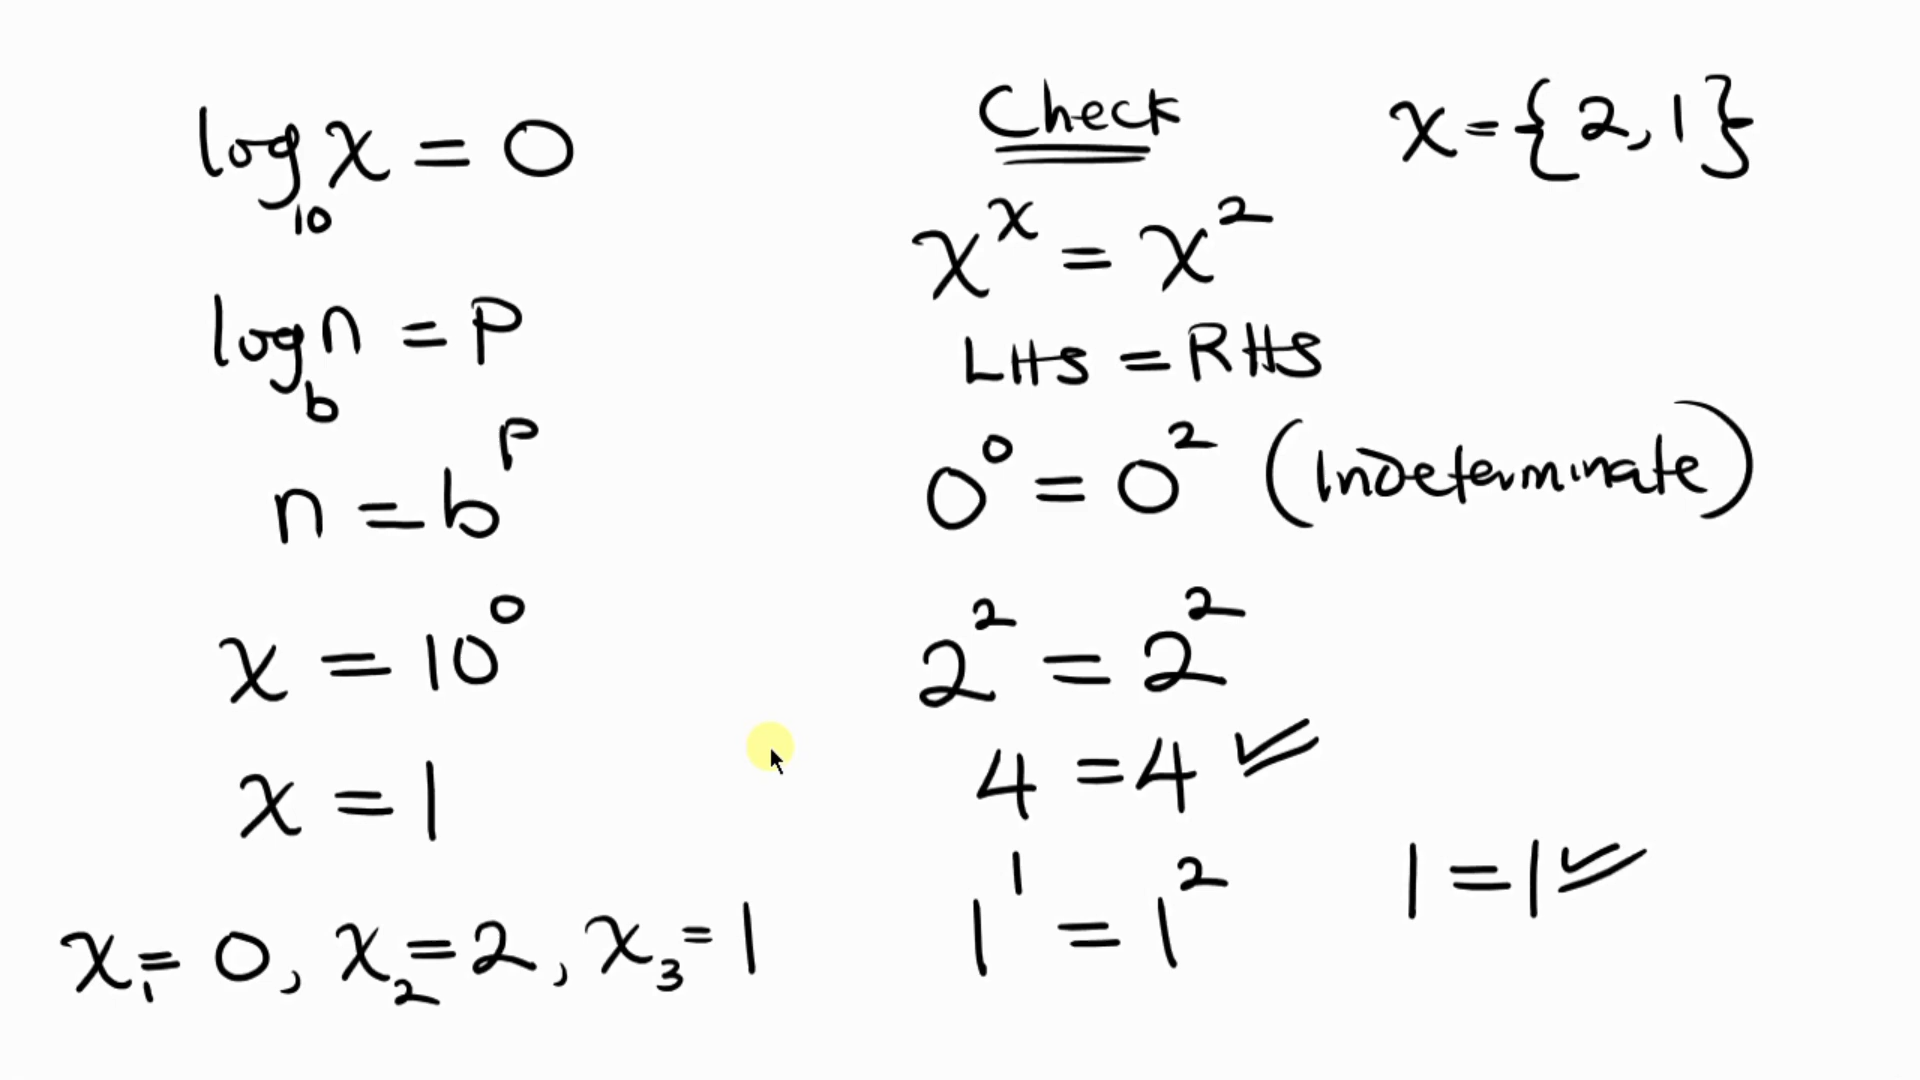 log₁₀ x = 0
log_b n = P
n = b^P
x = 10⁰
x = 1
x₁ = 0, x₂ = 2, x₃ = 1
Check
x = {2, 1}
x^x = x²
LHS = RHS
0⁰ = 0² (Indeterminate)
2² = 2²
4 = 4 ✓
1¹ = 1²
1 = 1 ✓